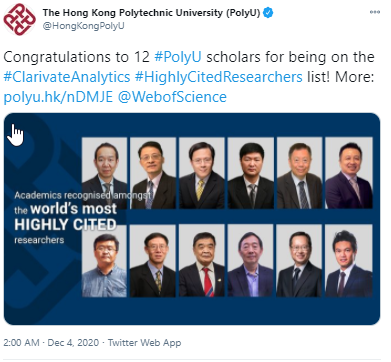 The Hong Kong Polytechnic University (PolyU)
@HongKongPolyU
Congratulations to 12 #PolyU scholars for being on the
#ClarivateAnalytics #HighlyCitedResearchers list! More:
polyu.hk/nDMJE @WebofScience
Academics recognised amongst
the world's most
HIGHLY CITED
researchers
2:00 AM · Dec 4, 2020 · Twitter Web App